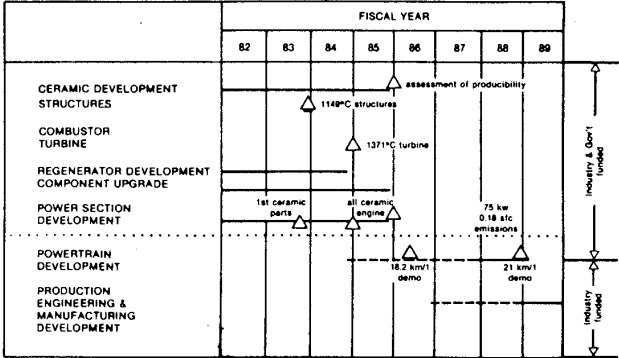 FISCAL YEAR
82 83 84 85 86 87 88 89
CERAMIC DEVELOPMENT
STRUCTURES
assessment of producibility
1149°C structures
COMBUSTOR
TURBINE
1371°C turbine
REGENERATOR DEVELOPMENT
COMPONENT UPGRADE
POWER SECTION
DEVELOPMENT
1st ceramic
parts
all ceramic
engine
75 kw
0.18 sfc
emissions
POWERTRAIN
DEVELOPMENT
18.2 km/1
demo
21 km/1
demo
PRODUCTION
ENGINEERING &
MANUFACTURING
DEVELOPMENT
Industry & Gov't
funded
Industry
funded